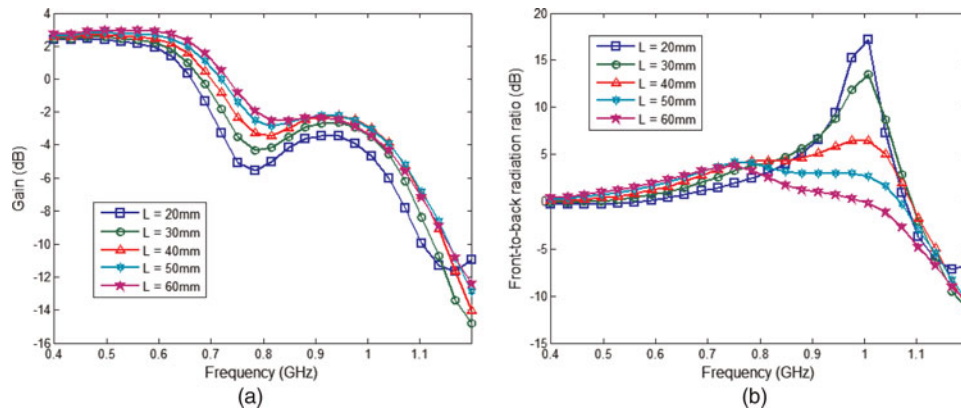 4
2
0
-2
-4
-6
-8
-10
-12
-14
-16
Gain (dB)
L = 20mm
L = 30mm
L = 40mm
L = 50mm
L = 60mm
0.4 0.5 0.6 0.7 0.8 0.9 1 1.1
Frequency (GHz)
(a)
20
15
10
5
0
-5
-10
-15
Front-to-back radiation ratio (dB)
L = 20mm
L = 30mm
L = 40mm
L = 50mm
L = 60mm
0.4 0.5 0.6 0.7 0.8 0.9 1 1.1
Frequency (GHz)
(b)